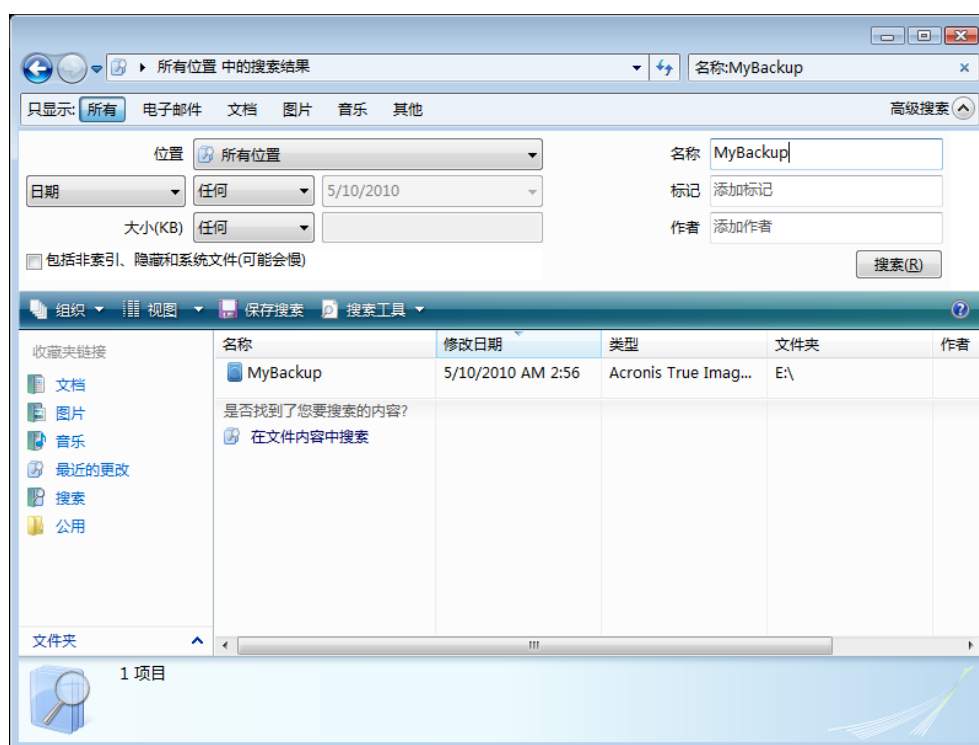 所有位置 中的搜索结果
名称:MyBackup
只显示: 所有 电子邮件 文档 图片 音乐 其他 高级搜索
位置 所有位置 名称 MyBackup
日期 任何 5/10/2010 标记 添加标记
大小(KB) 任何 作者 添加作者
包括非索引、隐藏和系统文件(可能会慢) 搜索(R)
组织 视图 保存搜索 搜索工具
收藏夹链接
文档
图片
音乐
最近的更改
搜索
公用
文件夹
名称 修改日期 类型 文件夹 作者
MyBackup 5/10/2010 AM 2:56 Acronis True Imag... E:\
是否找到了您要搜索的内容?
在文件内容中搜索
1 项目